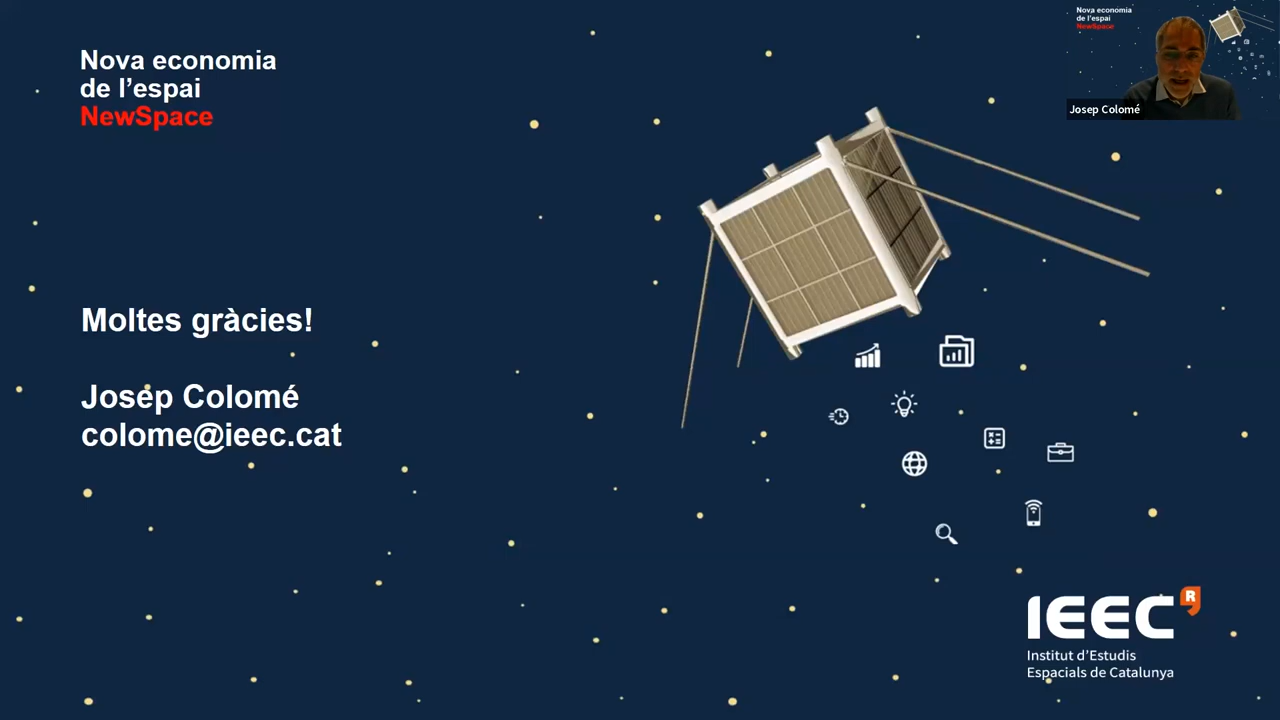 Nova economia
de l’espai
NewSpace
Nova economia
de l’espai
NewSpace
Josep Colomé
Moltes gràcies!
Josep Colomé
colome@ieec.cat
IEEC R
Institut d’Estudis
Espacials de Catalunya